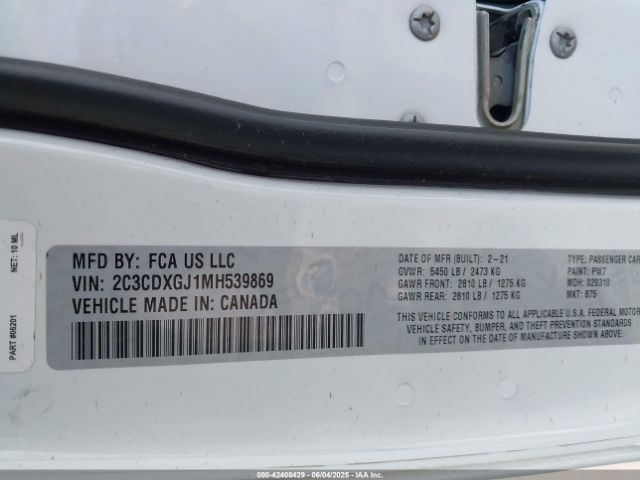 NET: 10 ML
PART #06201
MFD BY: FCA US LLC
VIN: 2C3CDXGJ1MH539869
VEHICLE MADE IN: CANADA
DATE OF MFR (BUILT): 2-21
GVWR: 5450 LB / 2473 KG
GAWR FRONT: 2810 LB / 1275 KG
GAWR REAR: 2810 LB / 1275 KG
TYPE: PASSENGER CAR
PAINT: PW7
MDH: 020310
MKT: 875
THIS VEHICLE CONFORMS TO ALL APPLICABLE U.S.A. FEDERAL MOTOR
VEHICLE SAFETY, BUMPER, AND THEFT PREVENTION STANDARDS
IN EFFECT ON THE DATE OF MANUFACTURE SHOWN ABOVE.
000-42408429 - 06/04/2025 - IAAI.COM